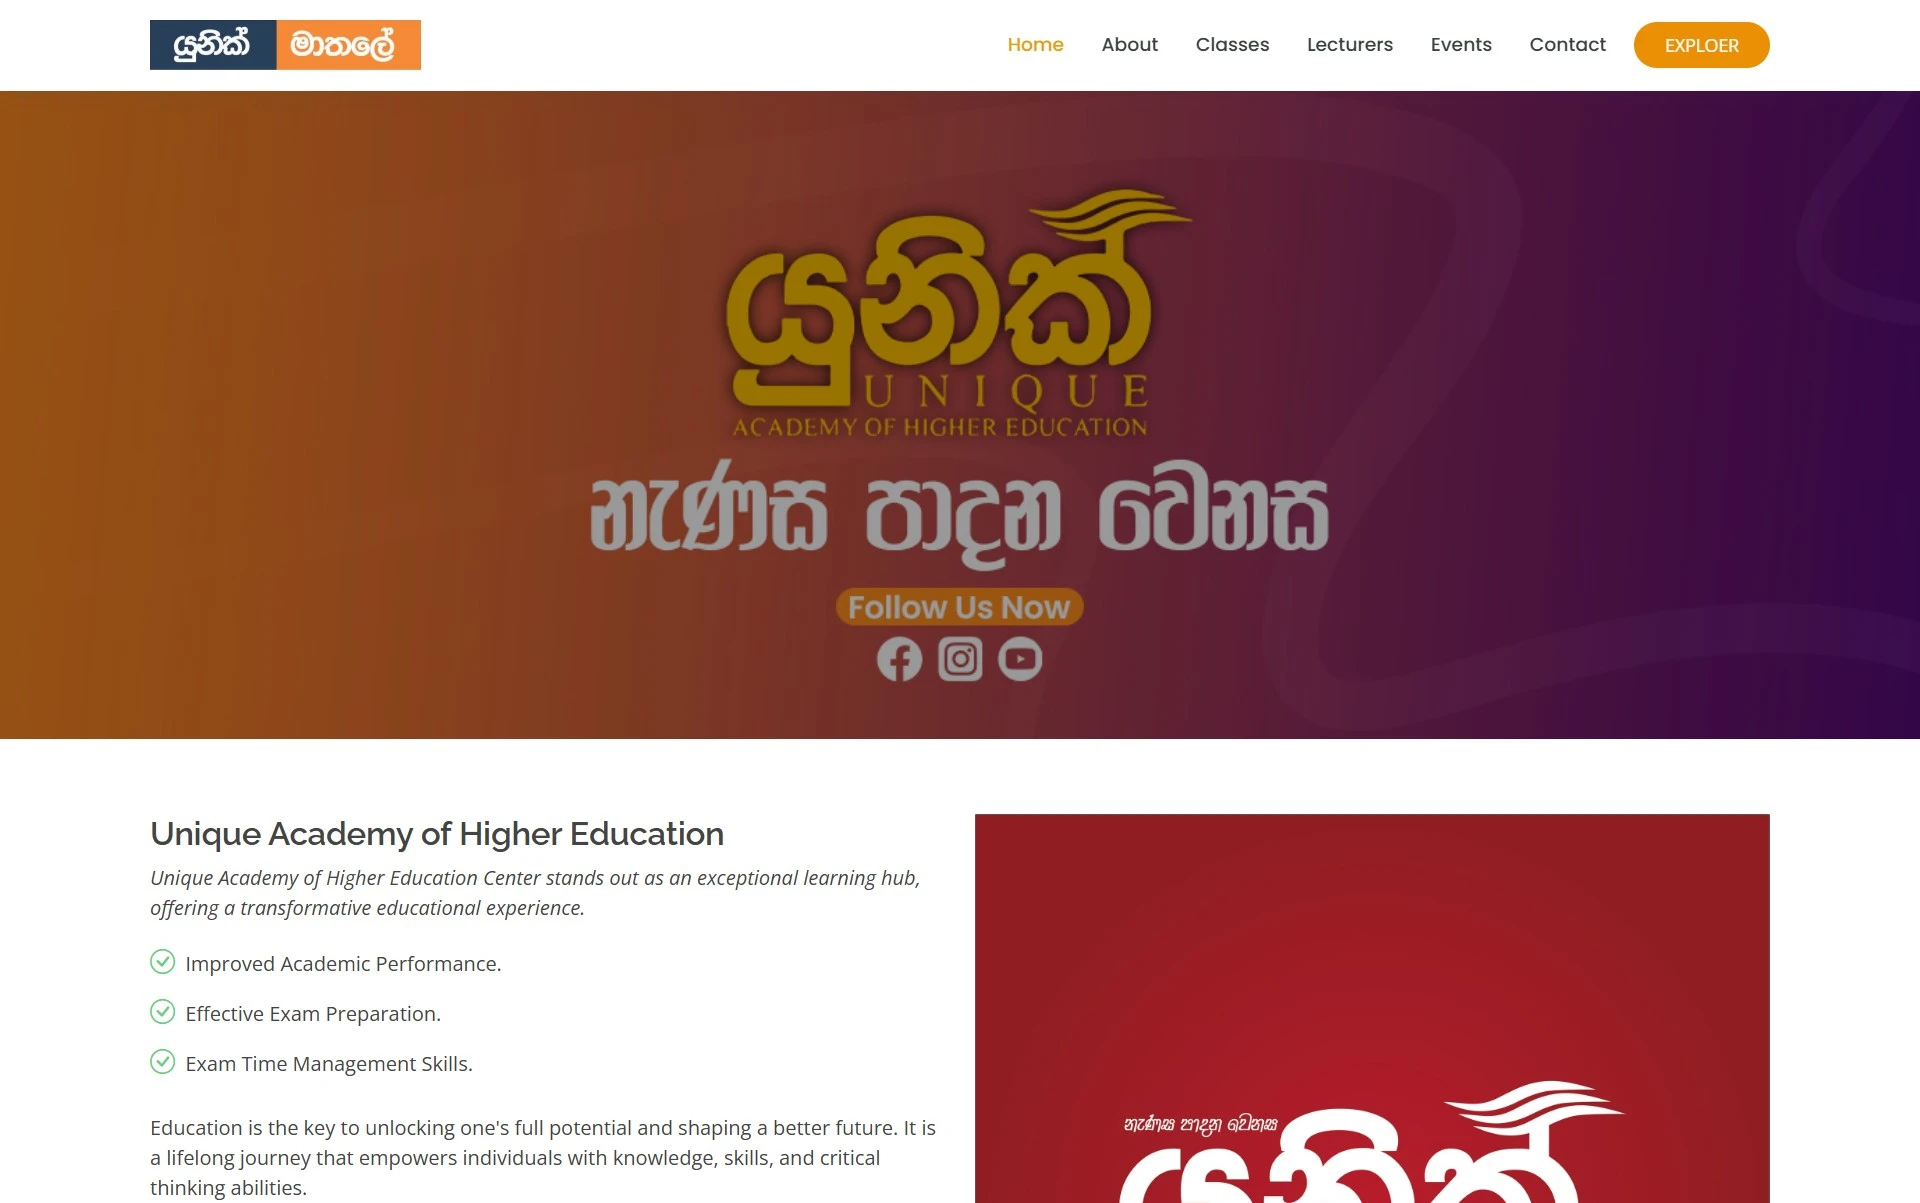 යුනික් මාතලේ
Home About Classes Lecturers Events Contact EXPLOER
යුනික්
UNIQUE
ACADEMY OF HIGHER EDUCATION
නැණස පාදන වෙනස
Follow Us Now
Unique Academy of Higher Education
Unique Academy of Higher Education Center stands out as an exceptional learning hub,
offering a transformative educational experience.
Improved Academic Performance.
Effective Exam Preparation.
Exam Time Management Skills.
Education is the key to unlocking one's full potential and shaping a better future. It is
a lifelong journey that empowers individuals with knowledge, skills, and critical
thinking abilities.
නැණස පාදන වෙනස
යුනික්